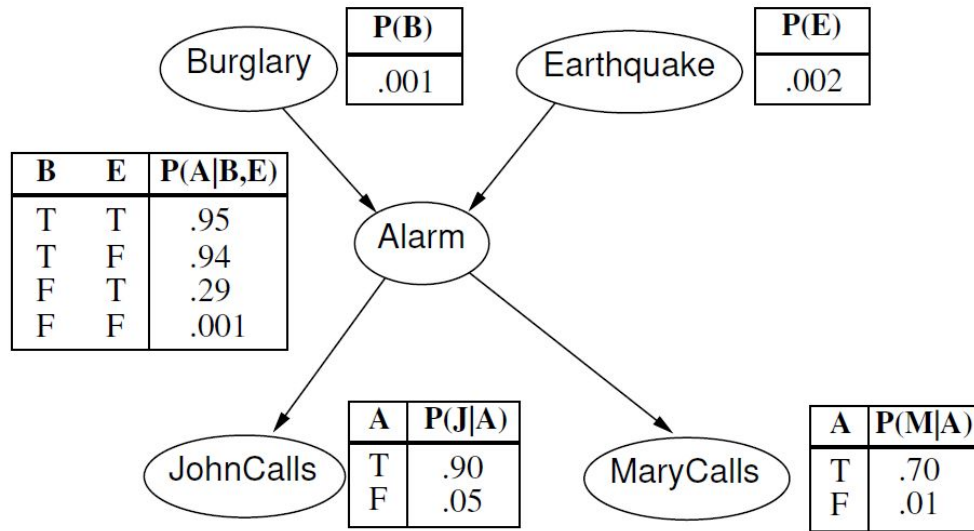 Burglary
P(B)
.001
Earthquake
P(E)
.002
B E P(A|B,E)
T T .95
T F .94
F T .29
F F .001
Alarm
JohnCalls
A P(J|A)
T .90
F .05
MaryCalls
A P(M|A)
T .70
F .01